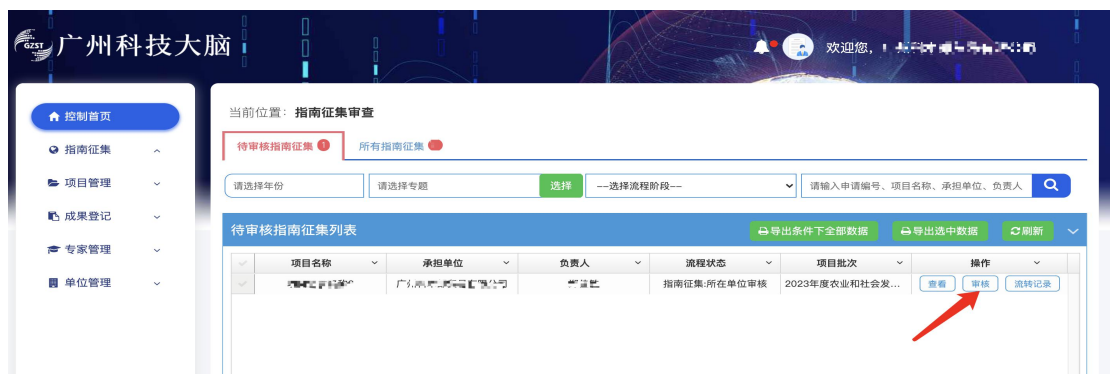 GZST 广州科技大脑
欢迎您，
控制首页
指南征集
项目管理
成果登记
专家管理
单位管理
当前位置：指南征集审查
待审核指南征集 1 所有指南征集
请选择年份 请选择专题 选择 --选择流程阶段-- 请输入申请编号、项目名称、承担单位、负责人
待审核指南征集列表 导出条件下全部数据 导出选中数据 刷新
项目名称 承担单位 负责人 流程状态 项目批次 操作
指南征集:所在单位审核 2023年度农业和社会发... 查看 审核 流转记录